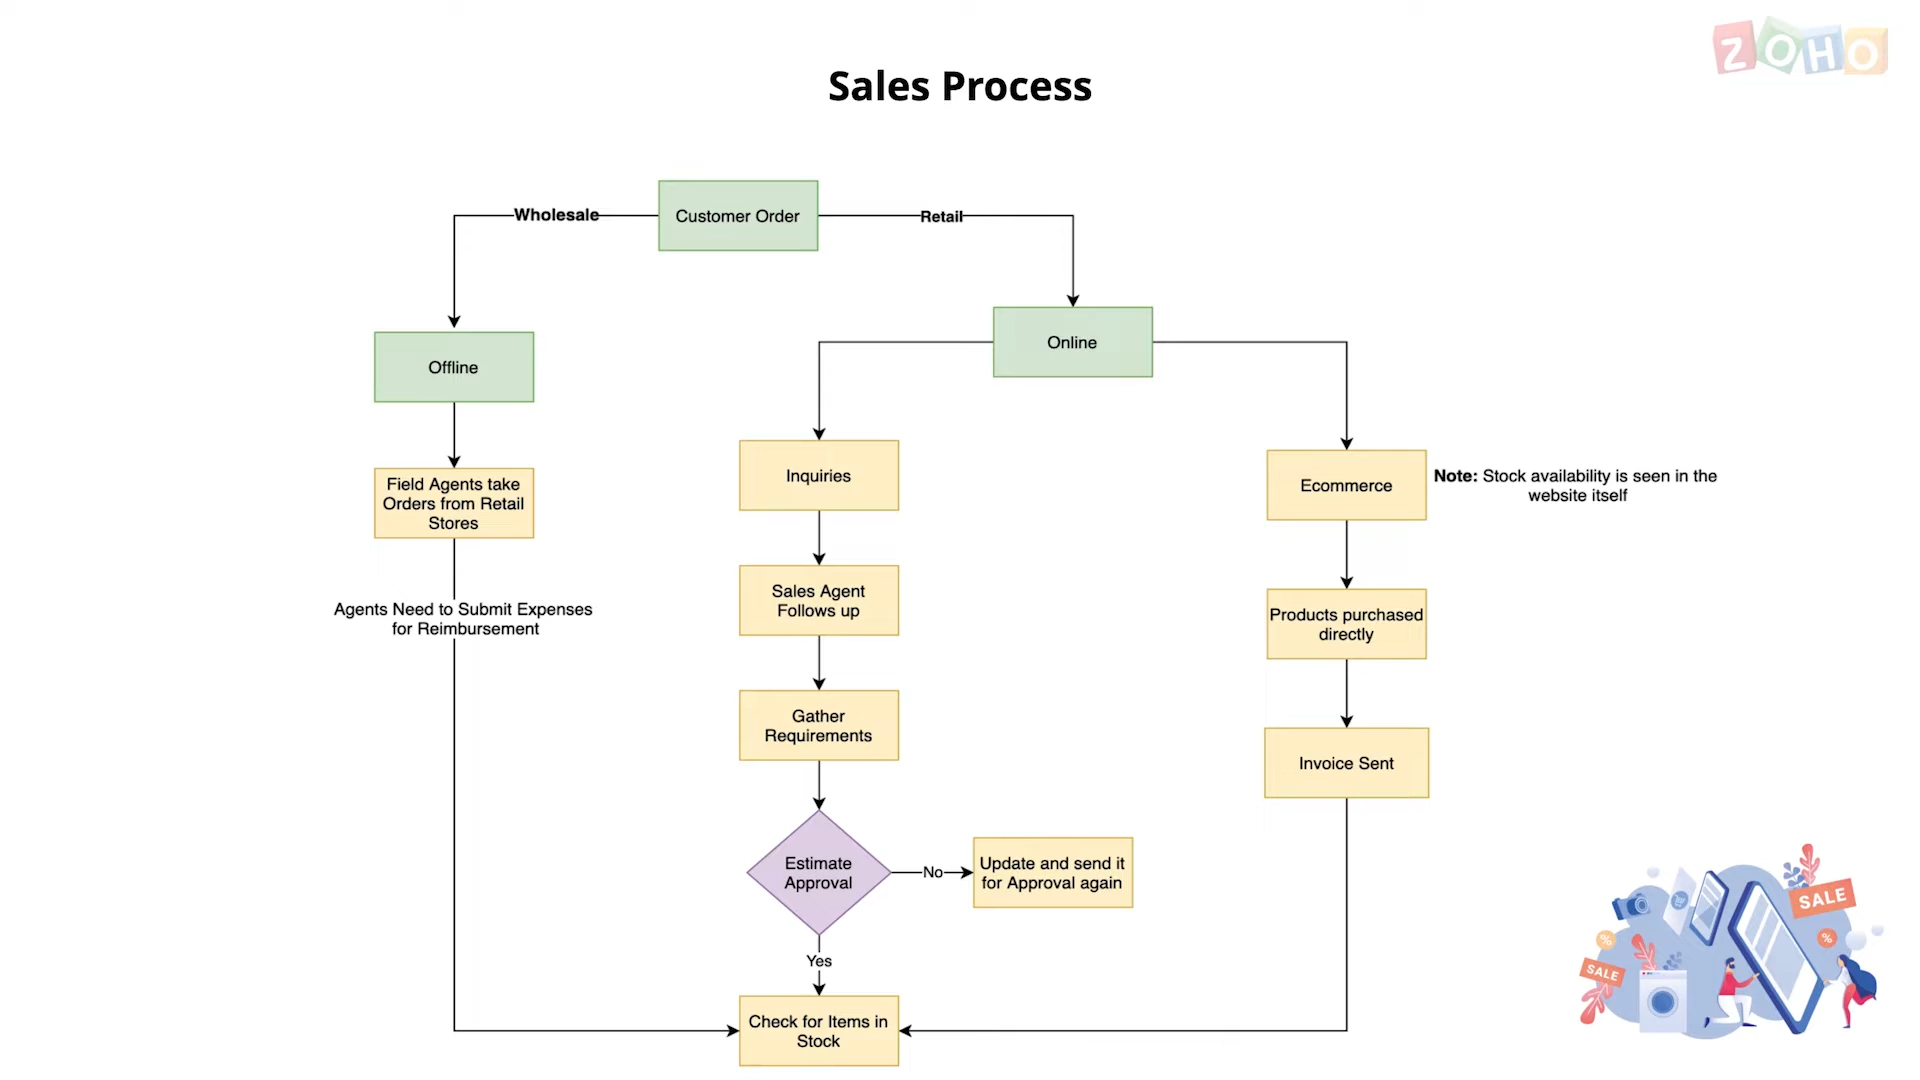 ZOHO
Sales Process
Wholesale
Customer Order
Retail
Offline
Online
Field Agents take
Orders from Retail
Stores
Inquiries
Ecommerce
Note: Stock availability is seen in the
website itself
Agents Need to Submit Expenses
for Reimbursement
Sales Agent
Follows up
Products purchased
directly
Gather
Requirements
Invoice Sent
Estimate
Approval
No
Update and send it
for Approval again
Yes
Check for Items in
Stock
SALE
%
%
SALE